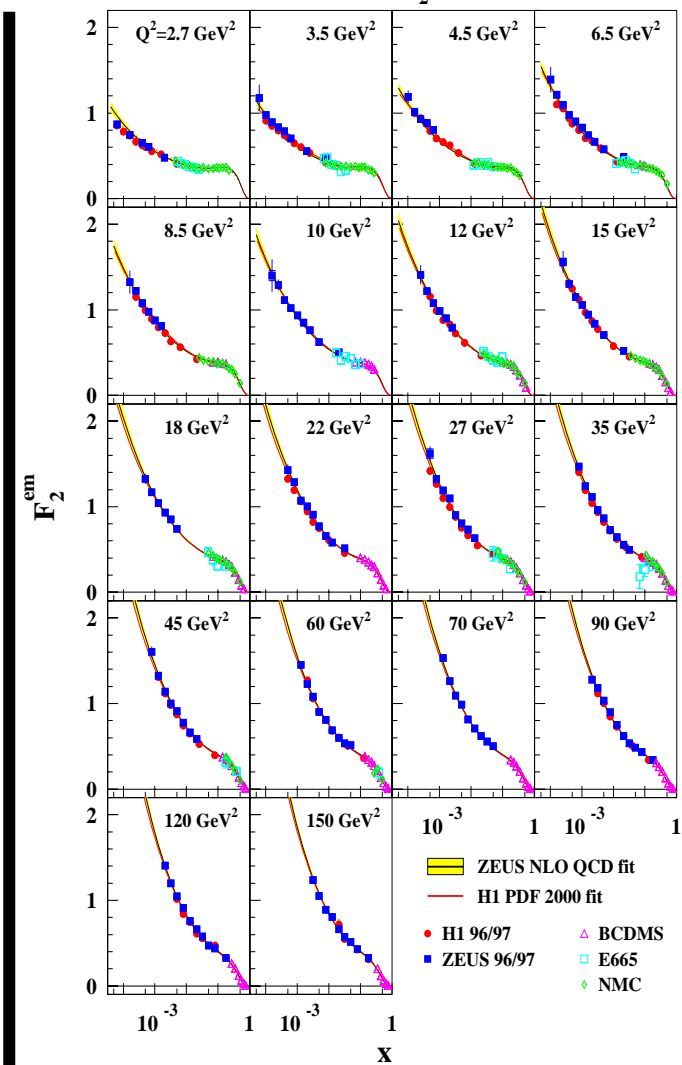 2
Q²=2.7 GeV² 3.5 GeV² 4.5 GeV² 6.5 GeV²
2
1
0
8.5 GeV² 10 GeV² 12 GeV² 15 GeV²
2
1
0
18 GeV² 22 GeV² 27 GeV² 35 GeV²
2
1
0
F₂ᵉᵐ
45 GeV² 60 GeV² 70 GeV² 90 GeV²
2
1
0
10⁻³ 1 10⁻³ 1
120 GeV² 150 GeV²
2
1
0
10⁻³ 1 10⁻³ 1
x
ZEUS NLO QCD fit
H1 PDF 2000 fit
H1 96/97 BCDMS
ZEUS 96/97 E665
NMC